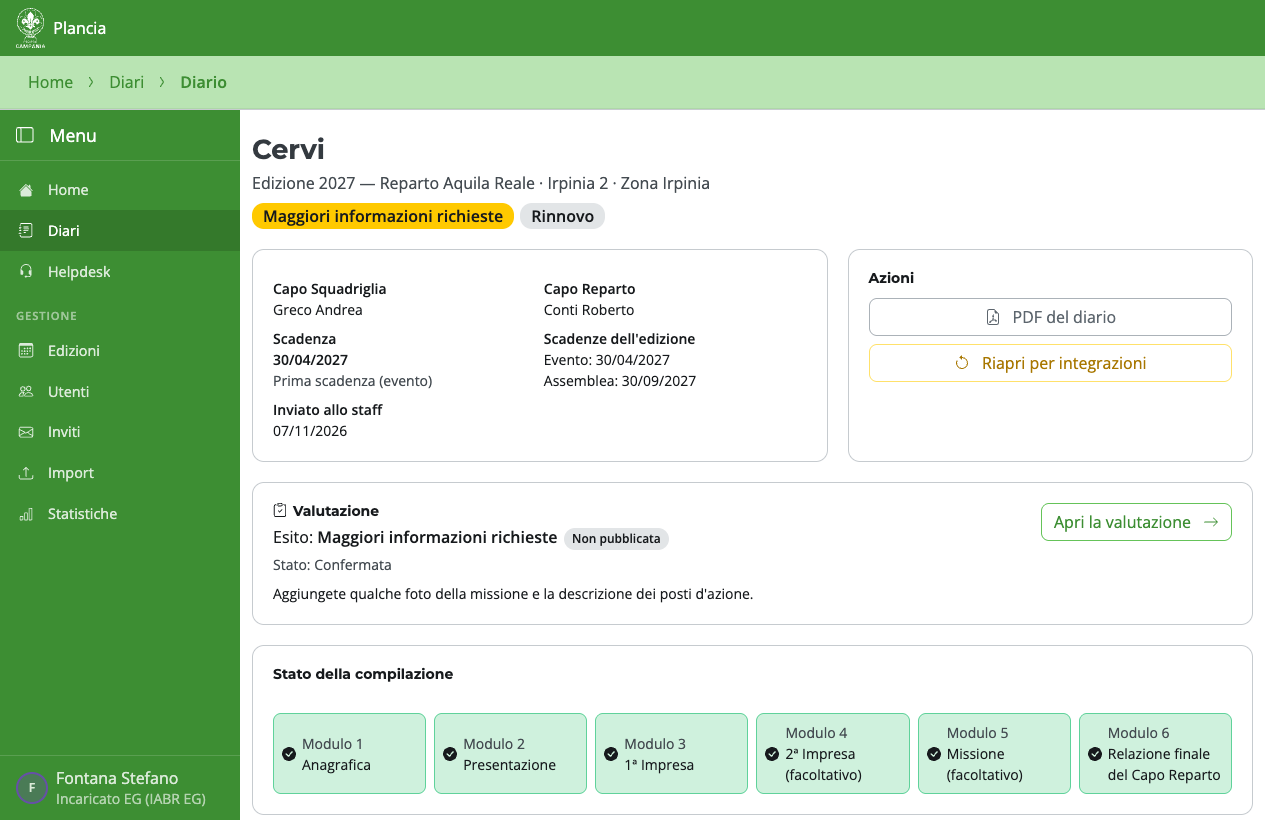 CAMPANIA
Plancia
Home
Diari
Diario
Menu
Home
Diari
Helpdesk
GESTIONE
Edizioni
Utenti
Inviti
Import
Statistiche
F
Fontana Stefano
Incaricato EG (IABR EG)
Cervi
Edizione 2027 — Reparto Aquila Reale · Irpinia 2 · Zona Irpinia
Maggiori informazioni richieste
Rinnovo
Capo Squadriglia
Greco Andrea
Capo Reparto
Conti Roberto
Scadenza
30/04/2027
Prima scadenza (evento)
Scadenze dell'edizione
Evento: 30/04/2027
Assemblea: 30/09/2027
Inviato allo staff
07/11/2026
Azioni
PDF del diario
Riapri per integrazioni
Valutazione
Esito: Maggiori informazioni richieste Non pubblicata
Stato: Confermata
Aggiungete qualche foto della missione e la descrizione dei posti d'azione.
Apri la valutazione
Stato della compilazione
Modulo 1
Anagrafica
Modulo 2
Presentazione
Modulo 3
1ª Impresa
Modulo 4
2ª Impresa
(facoltativo)
Modulo 5
Missione
(facoltativo)
Modulo 6
Relazione finale
del Capo Reparto